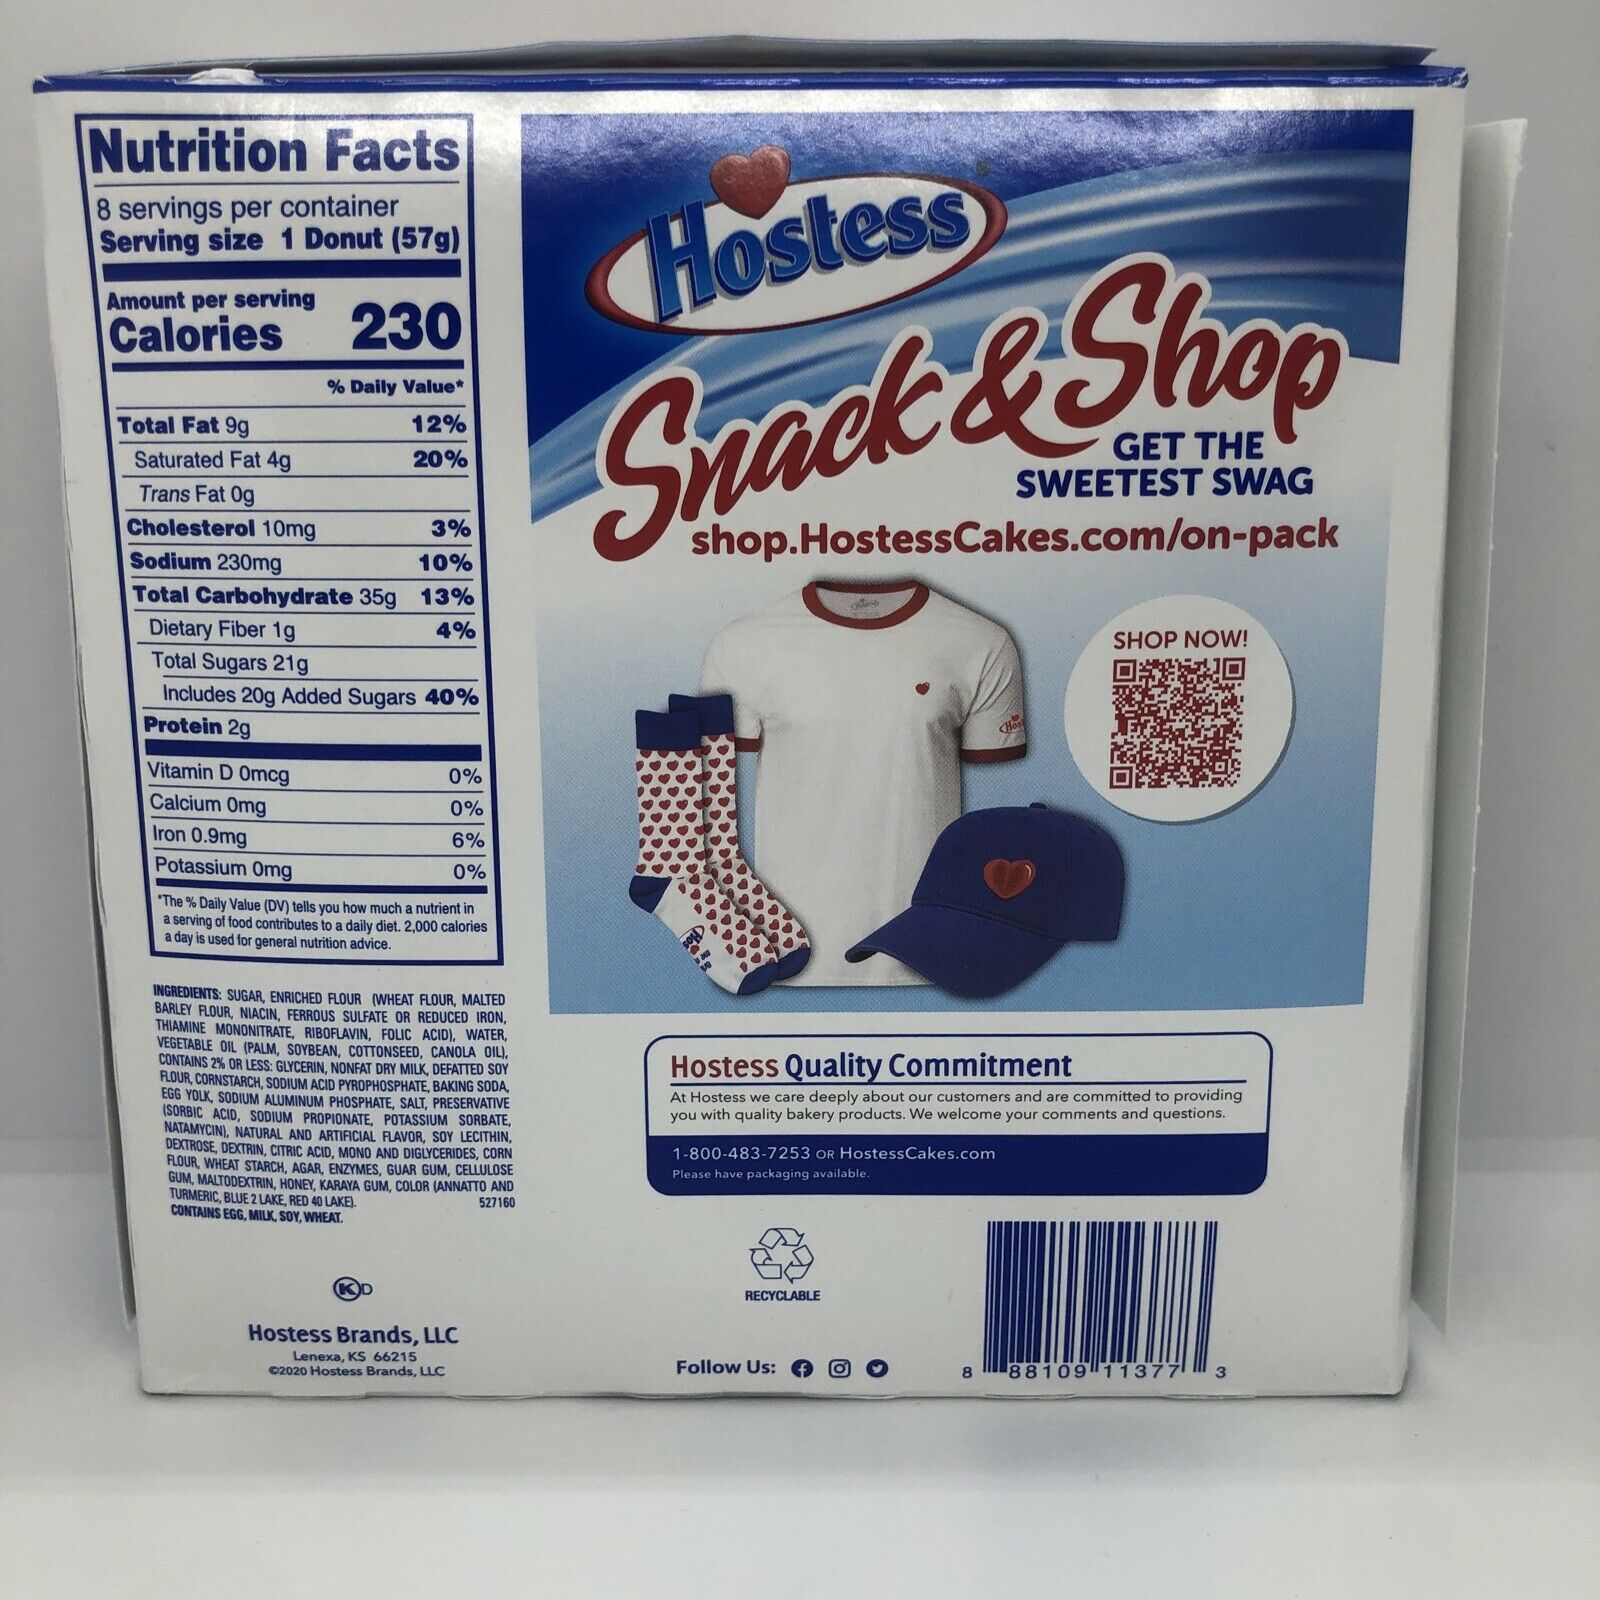 Nutrition Facts
8 servings per container
Serving size 1 Donut (57g)
Amount per serving
Calories 230
% Daily Value*
Total Fat 9g 12%
Saturated Fat 4g 20%
Trans Fat 0g
Cholesterol 10mg 3%
Sodium 230mg 10%
Total Carbohydrate 35g 13%
Dietary Fiber 1g 4%
Total Sugars 21g
Includes 20g Added Sugars 40%
Protein 2g
Vitamin D 0mcg 0%
Calcium 0mg 0%
Iron 0.9mg 6%
Potassium 0mg 0%
*The % Daily Value (DV) tells you how much a nutrient in
a serving of food contributes to a daily diet. 2,000 calories
a day is used for general nutrition advice.
INGREDIENTS: SUGAR, ENRICHED FLOUR (WHEAT FLOUR, MALTED
BARLEY FLOUR, NIACIN, FERROUS SULFATE OR REDUCED IRON,
THIAMINE MONONITRATE, RIBOFLAVIN, FOLIC ACID), WATER,
VEGETABLE OIL (PALM, SOYBEAN, COTTONSEED, CANOLA OIL),
CONTAINS 2% OR LESS: GLYCERIN, NONFAT DRY MILK, DEFATTED SOY
FLOUR, CORNSTARCH, SODIUM ACID PYROPHOSPHATE, BAKING SODA,
EGG YOLK, SODIUM ALUMINUM PHOSPHATE, SALT, PRESERVATIVE
(SORBIC ACID, SODIUM PROPIONATE, POTASSIUM SORBATE,
NATAMYCIN), NATURAL AND ARTIFICIAL FLAVOR, SOY LECITHIN,
DEXTROSE, DEXTRIN, CITRIC ACID, MONO AND DIGLYCERIDES, CORN
FLOUR, WHEAT STARCH, AGAR, ENZYMES, GUAR GUM, CELLULOSE
GUM, MALTODEXTRIN, HONEY, KARAYA GUM, COLOR (ANNATTO AND
TURMERIC, BLUE 2 LAKE, RED 40 LAKE). 527160
CONTAINS EGG, MILK, SOY, WHEAT.
K D
Hostess Brands, LLC
Lenexa, KS 66215
©2020 Hostess Brands, LLC
Hostess®
Snack & Shop
GET THE
SWEETEST SWAG
shop.HostessCakes.com/on-pack
SHOP NOW!
Hostess Quality Commitment
At Hostess we care deeply about our customers and are committed to providing
you with quality bakery products. We welcome your comments and questions.
1-800-483-7253 OR HostessCakes.com
Please have packaging available.
RECYCLABLE
Follow Us:
8 88109 11377 3